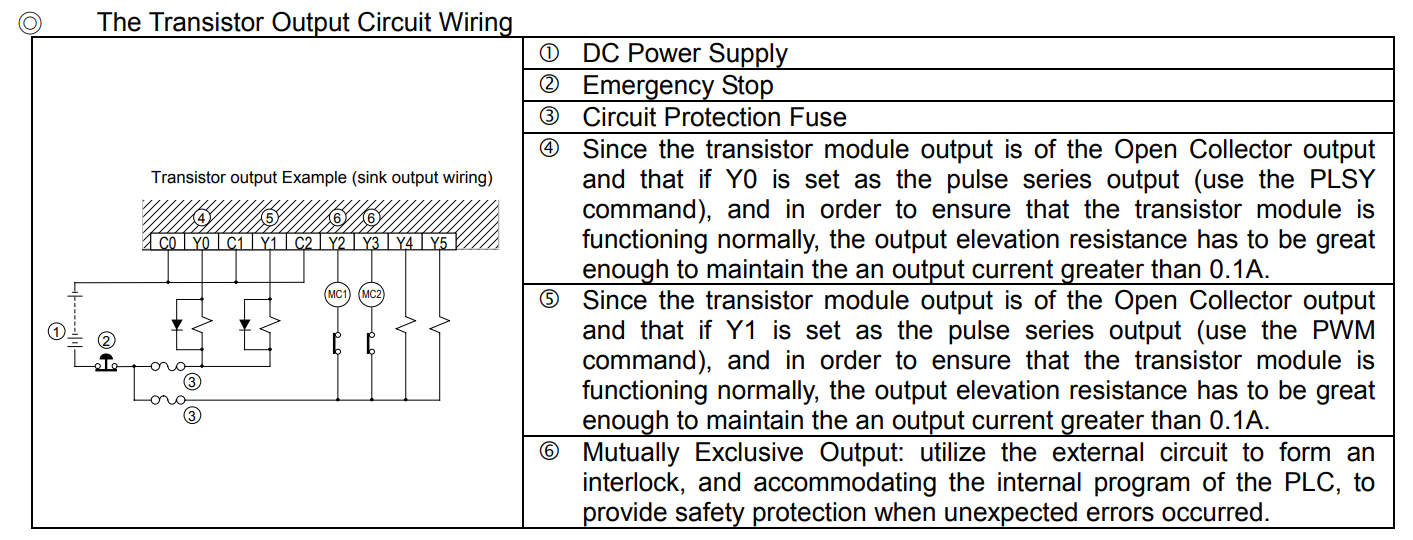 ◎ The Transistor Output Circuit Wiring
Transistor output Example (sink output wiring)
④ ⑤ ⑥ ⑥
C0 Y0 C1 Y1 C2 Y2 Y3 Y4 Y5
MC1 MC2
①
②
③
③
① DC Power Supply
② Emergency Stop
③ Circuit Protection Fuse
④ Since the transistor module output is of the Open Collector output
and that if Y0 is set as the pulse series output (use the PLSY
command), and in order to ensure that the transistor module is
functioning normally, the output elevation resistance has to be great
enough to maintain the an output current greater than 0.1A.
⑤ Since the transistor module output is of the Open Collector output
and that if Y1 is set as the pulse series output (use the PWM
command), and in order to ensure that the transistor module is
functioning normally, the output elevation resistance has to be great
enough to maintain the an output current greater than 0.1A.
⑥ Mutually Exclusive Output: utilize the external circuit to form an
interlock, and accommodating the internal program of the PLC, to
provide safety protection when unexpected errors occurred.